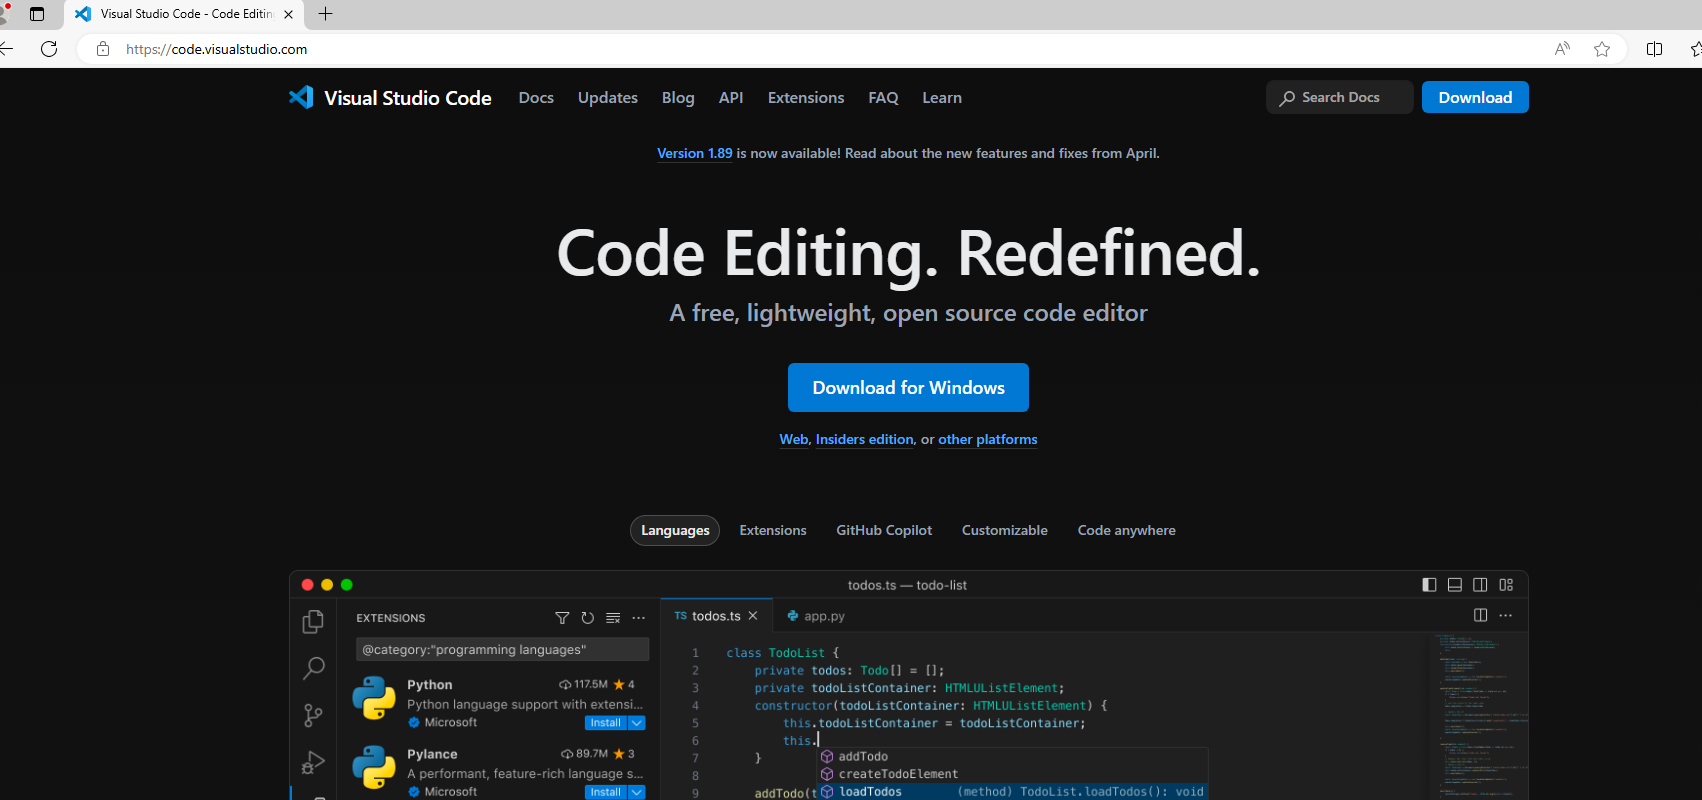 Visual Studio Code - Code Editin
https://code.visualstudio.com
Visual Studio Code Docs Updates Blog API Extensions FAQ Learn Search Docs Download
Version 1.89 is now available! Read about the new features and fixes from April.
Code Editing. Redefined.
A free, lightweight, open source code editor
Download for Windows
Web, Insiders edition, or other platforms
Languages Extensions GitHub Copilot Customizable Code anywhere
todos.ts — todo-list
EXTENSIONS
@category:"programming languages"
Python 117.5M ★ 4
Python language support with extensi...
Microsoft Install
Pylance 89.7M ★ 3
A performant, feature-rich language s...
Microsoft Install
TS todos.ts app.py
1 class TodoList {
2 private todos: Todo[] = [];
3 private todoListContainer: HTMLUListElement;
4 constructor(todoListContainer: HTMLUListElement) {
5 this.todoListContainer = todoListContainer;
6 this.
7 }
8
9 addTodo(t
addTodo
createTodoElement
loadTodos (method) TodoList.loadTodos(): void